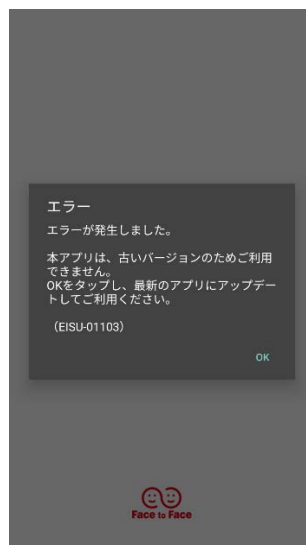 エラー
エラーが発生しました。
本アプリは、古いバージョンのためご利用
できません。
OKをタップし、最新のアプリにアップデー
トしてご利用ください。
（EISU-01103）
OK
Face to Face